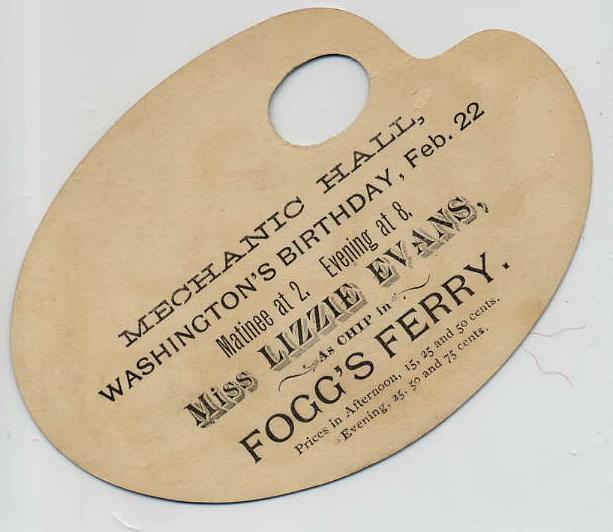 MECHANIC HALL,
WASHINGTON'S BIRTHDAY, Feb. 22
Matinee at 2. Evening at 8.
Miss LIZZIE EVANS,
AS CHIP in
FOGG'S FERRY.
Prices in Afternoon, 15, 25 and 50 cents.
Evening, 25, 50 and 75 cents.